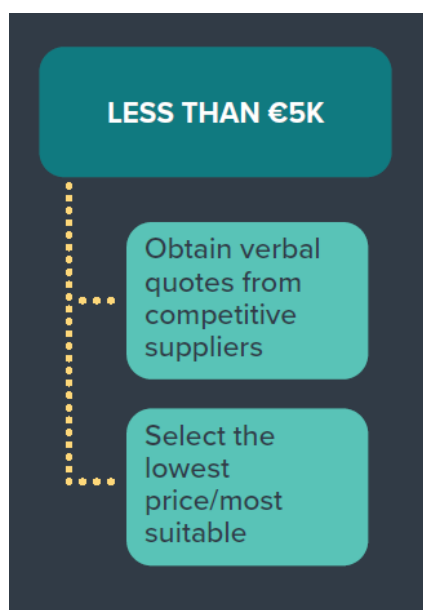 LESS THAN €5K
Obtain verbal
quotes from
competitive
suppliers
Select the
lowest
price/most
suitable